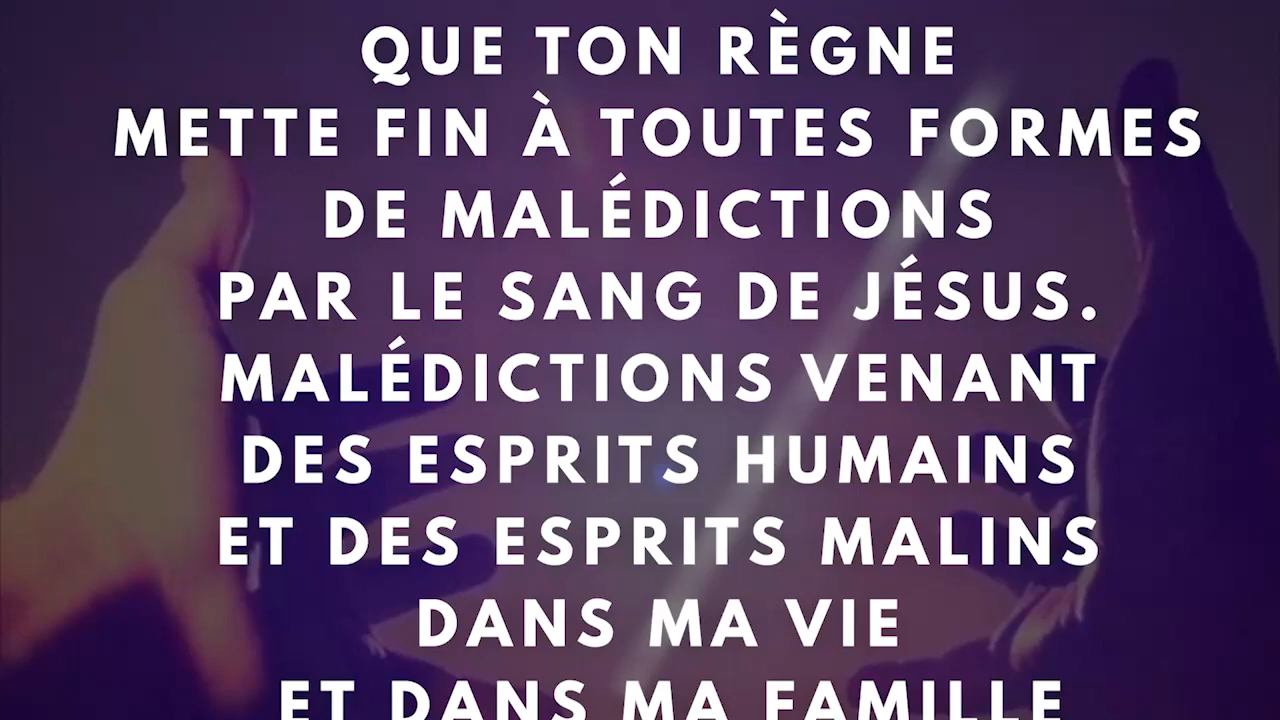 QUE TON RÈGNE
METTE FIN À TOUTES FORMES
DE MALÉDICTIONS
PAR LE SANG DE JÉSUS.
MALÉDICTIONS VENANT
DES ESPRITS HUMAINS
ET DES ESPRITS MALINS
DANS MA VIE
ET DANS MA FAMILLE